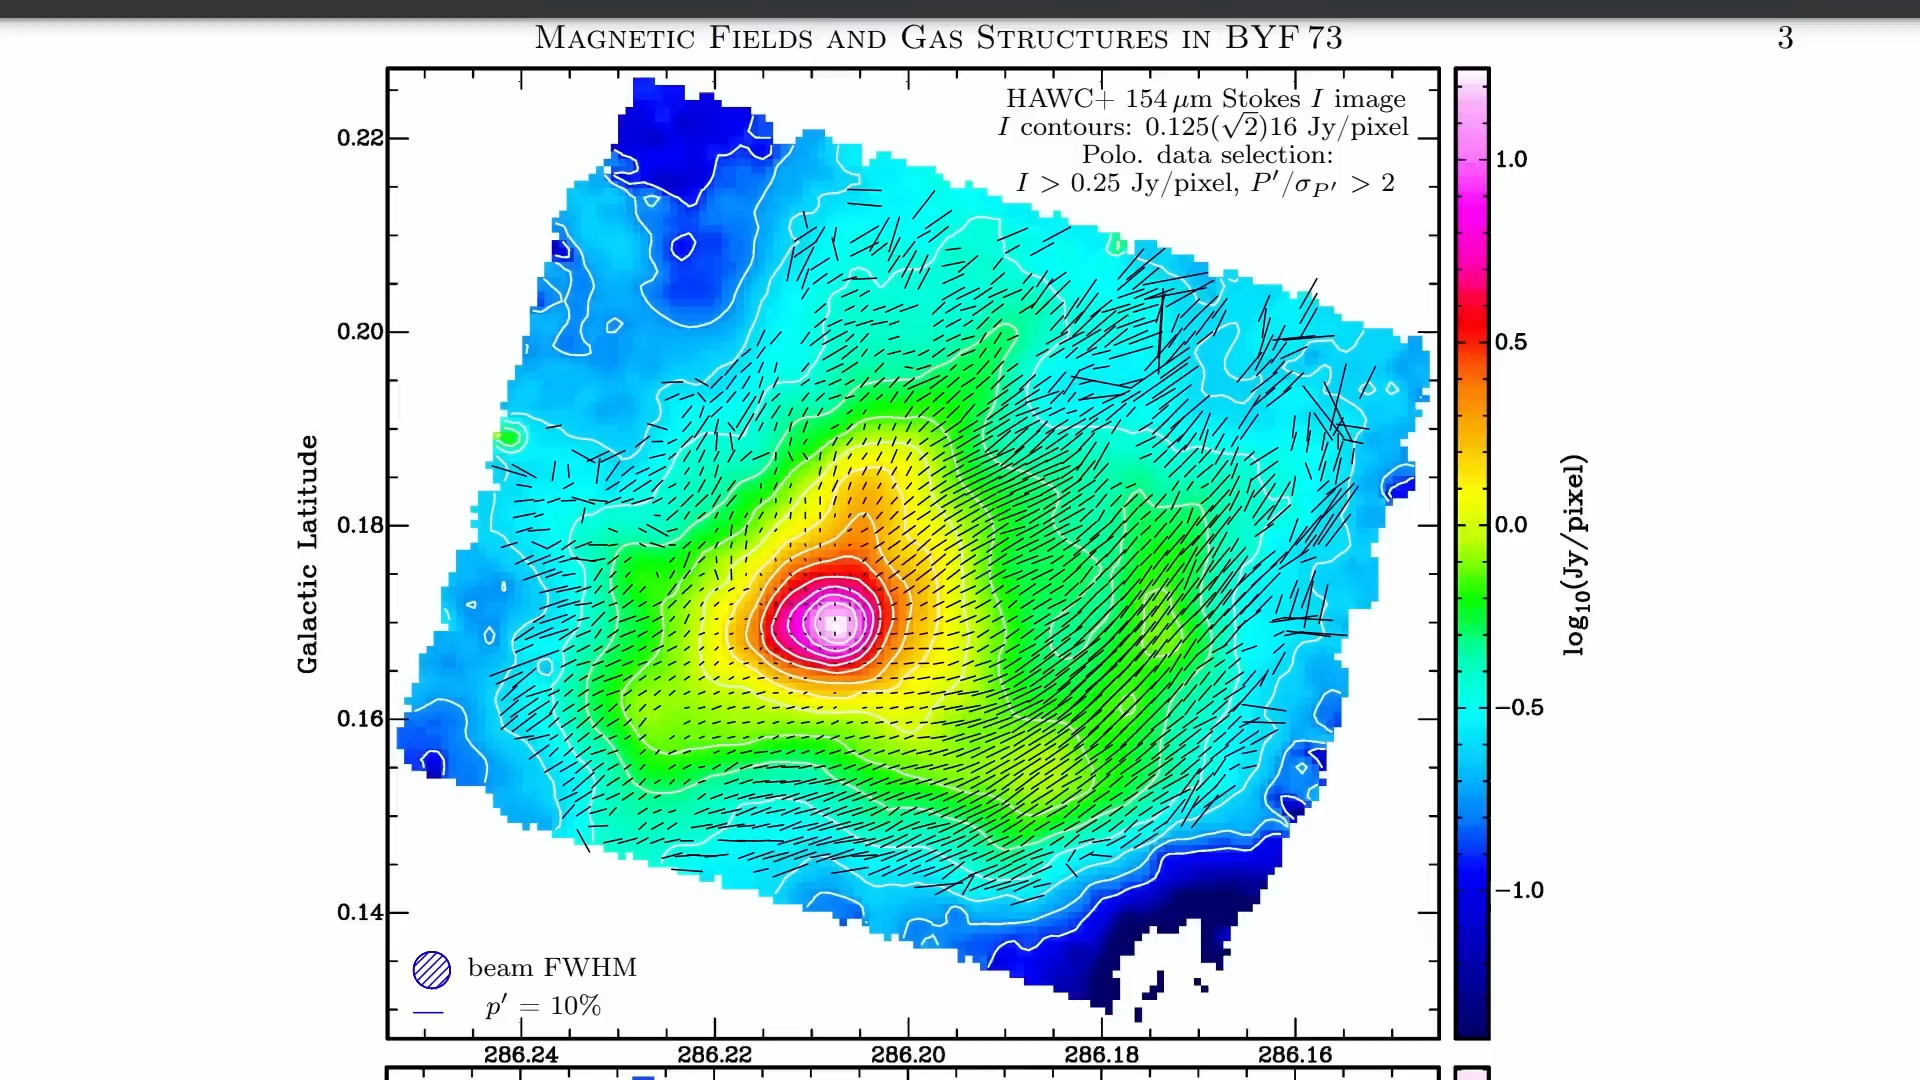 MAGNETIC FIELDS AND GAS STRUCTURES IN BYF 73
3
HAWC+ 154 μm Stokes I image
I contours: 0.125(√2)16 Jy/pixel
Polo. data selection:
I > 0.25 Jy/pixel, P′/σP′ > 2
0.22
0.20
0.18
0.16
0.14
Galactic Latitude
beam FWHM
p′ = 10%
286.24
286.22
286.20
286.18
286.16
1.0
0.5
0.0
−0.5
−1.0
log10(Jy/pixel)